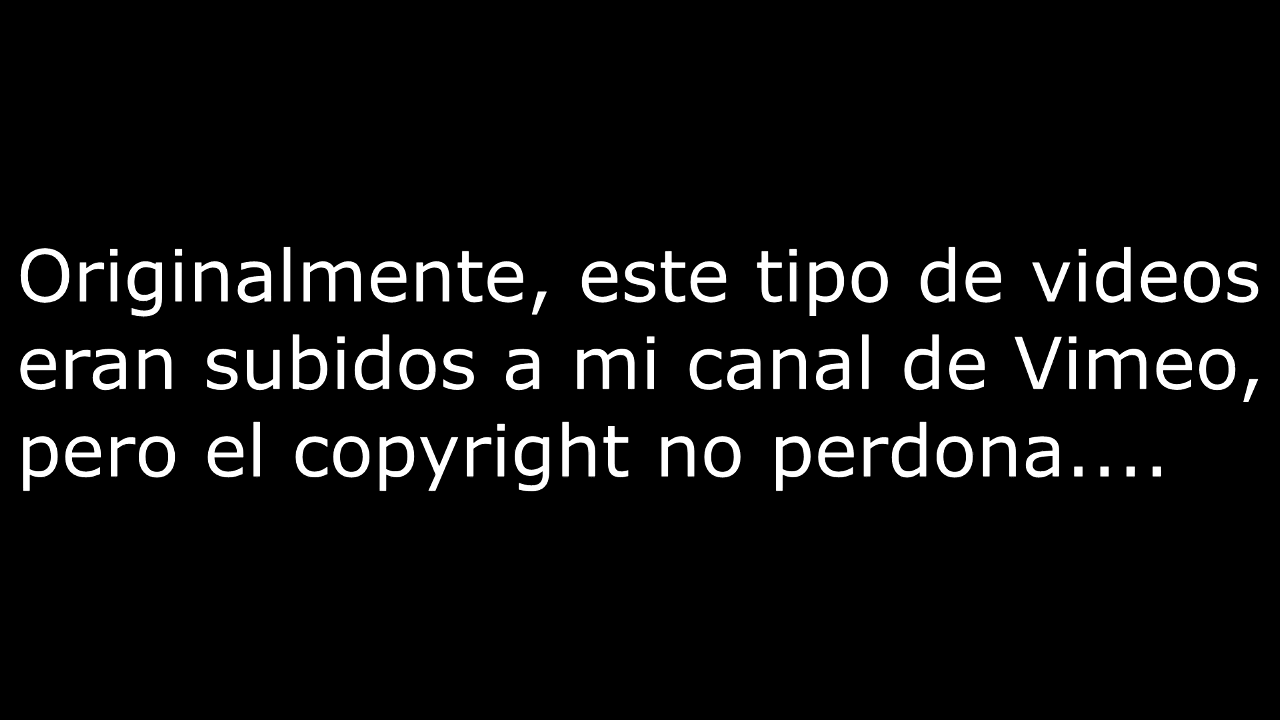 Originalmente, este tipo de videos
eran subidos a mi canal de Vimeo,
pero el copyright no perdona....